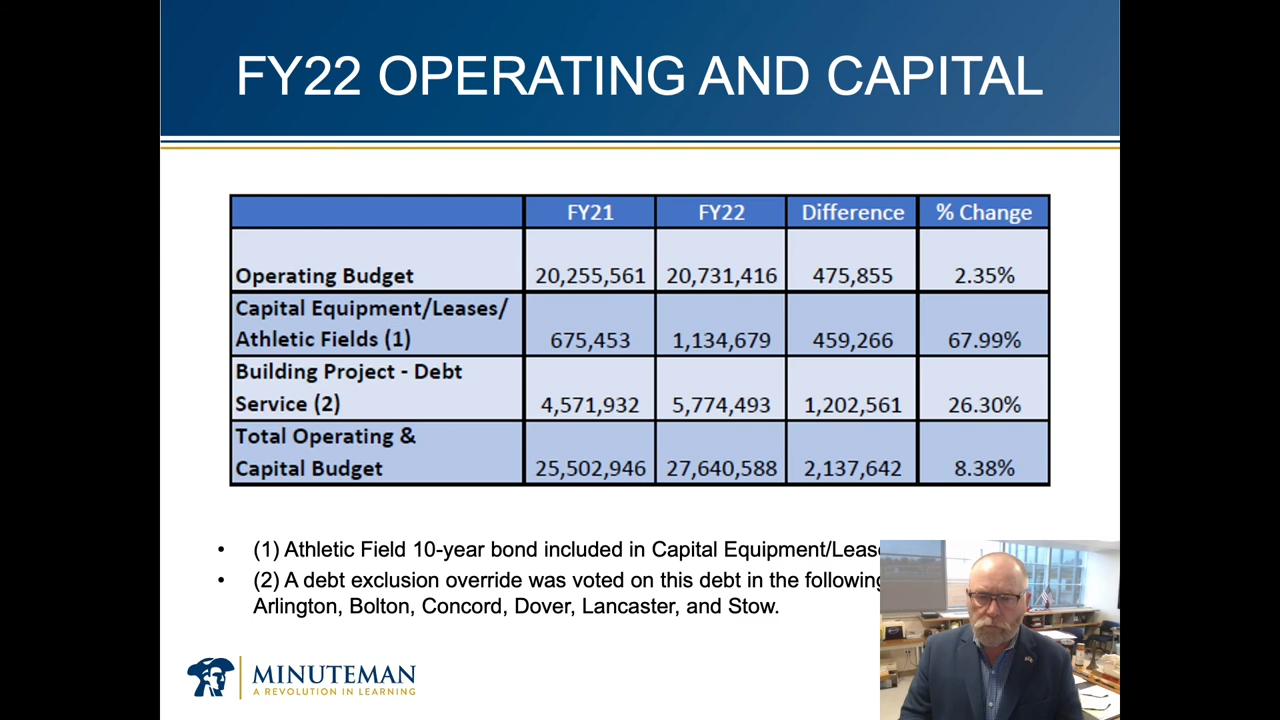 FY22 OPERATING AND CAPITAL
FY21 FY22 Difference % Change
Operating Budget 20,255,561 20,731,416 475,855 2.35%
Capital Equipment/Leases/
Athletic Fields (1) 675,453 1,134,679 459,266 67.99%
Building Project - Debt
Service (2) 4,571,932 5,774,493 1,202,561 26.30%
Total Operating &
Capital Budget 25,502,946 27,640,588 2,137,642 8.38%
• (1) Athletic Field 10-year bond included in Capital Equipment/Lease
• (2) A debt exclusion override was voted on this debt in the following
Arlington, Bolton, Concord, Dover, Lancaster, and Stow.
MINUTEMAN
A REVOLUTION IN LEARNING